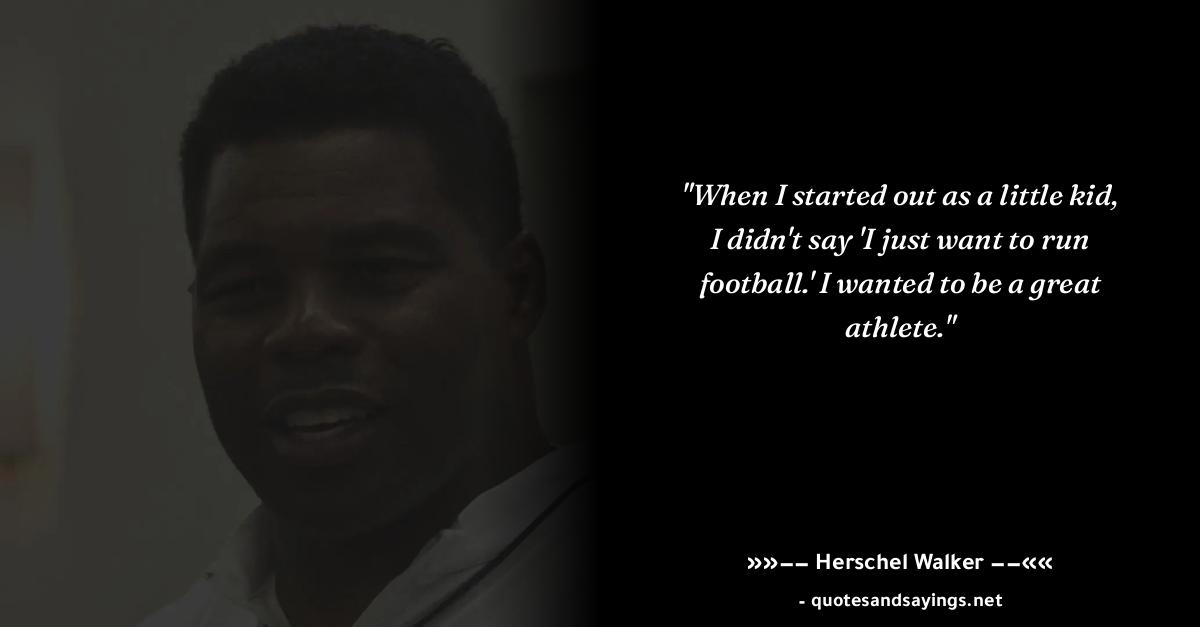 "When I started out as a little kid,
I didn't say 'I just want to run
football.' I wanted to be a great
athlete."
»»−− Herschel Walker −−««
- quotesandsayings.net